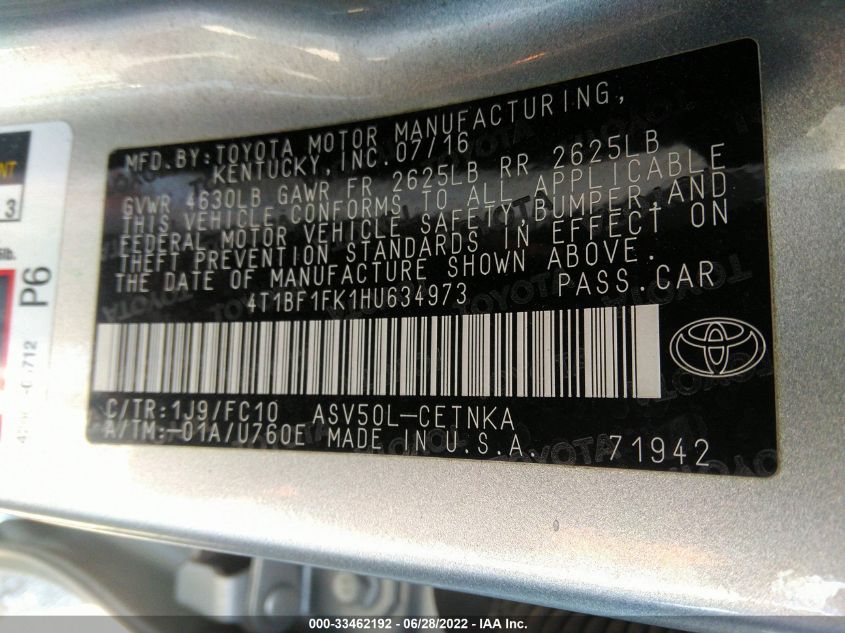 MFD. BY: TOYOTA MOTOR MANUFACTURING,
KENTUCKY, INC. 07/16
GVWR 4630LB GAWR FR 2625LB RR 2625LB
THIS VEHICLE CONFORMS TO ALL APPLICABLE
FEDERAL MOTOR VEHICLE SAFETY, BUMPER, AND
THEFT PREVENTION STANDARDS IN EFFECT ON
THE DATE OF MANUFACTURE SHOWN ABOVE.
4T1BF1FK1HU634973 PASS. CAR
C/TR: 1J9/FC10 ASV50L-CETNKA
A/TM: -01A/U760E MADE IN U.S.A. 71942
3
P6
000-33462192 - 06/28/2022 - IAA Inc.